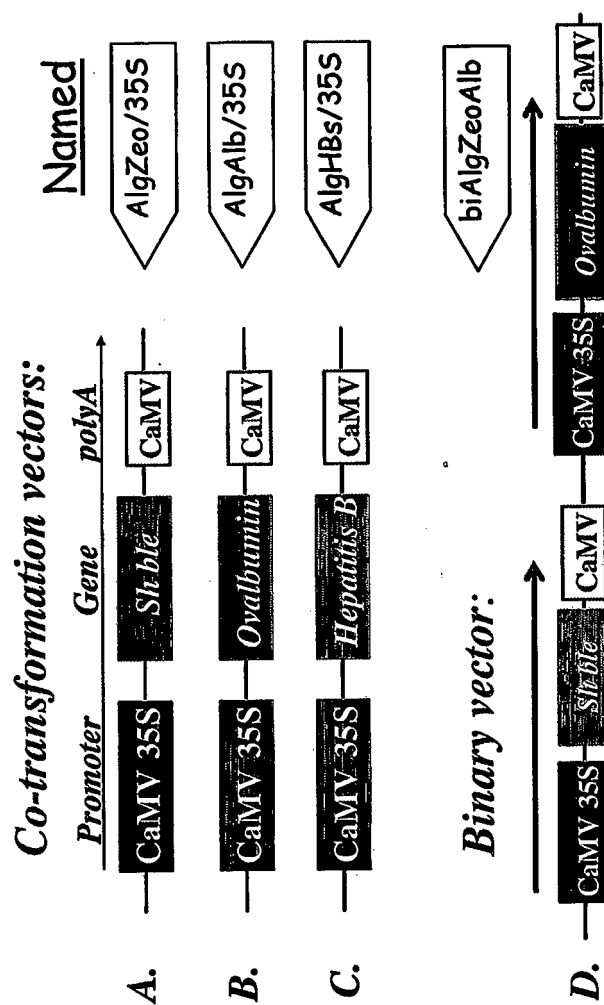 Co-transformation vectors:
Named
Promoter Gene polyA
A. CaMV 35S Sh ble CaMV AlgZeo/35S
B. CaMV 35S Ovalbumin CaMV AlgAlb/35S
C. CaMV 35S Hepatitis B CaMV AlgHBs/35S
Binary vector:
biAlgZeoAlb
D. CaMV 35S Sh ble CaMV CaMV 35S Ovalbumin CaMV